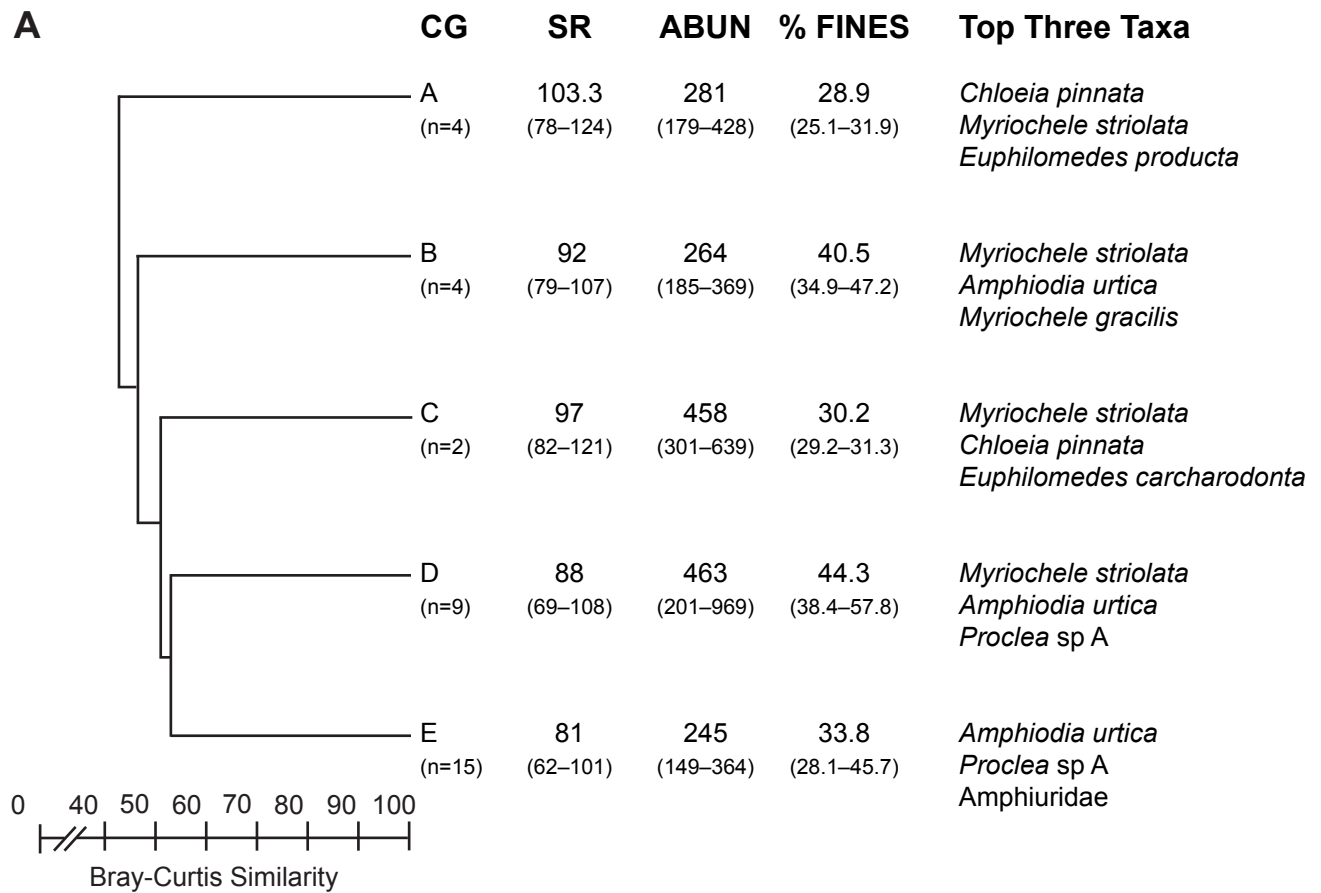 A
CG SR ABUN % FINES Top Three Taxa
A 103.3 281 28.9 Chloeia pinnata
(n=4) (78–124) (179–428) (25.1–31.9) Myriochele striolata
Euphilomedes producta
B 92 264 40.5 Myriochele striolata
(n=4) (79–107) (185–369) (34.9–47.2) Amphiodia urtica
Myriochele gracilis
C 97 458 30.2 Myriochele striolata
(n=2) (82–121) (301–639) (29.2–31.3) Chloeia pinnata
Euphilomedes carcharodonta
D 88 463 44.3 Myriochele striolata
(n=9) (69–108) (201–969) (38.4–57.8) Amphiodia urtica
Proclea sp A
E 81 245 33.8 Amphiodia urtica
(n=15) (62–101) (149–364) (28.1–45.7) Proclea sp A
Amphiuridae
0 40 50 60 70 80 90 100
Bray-Curtis Similarity